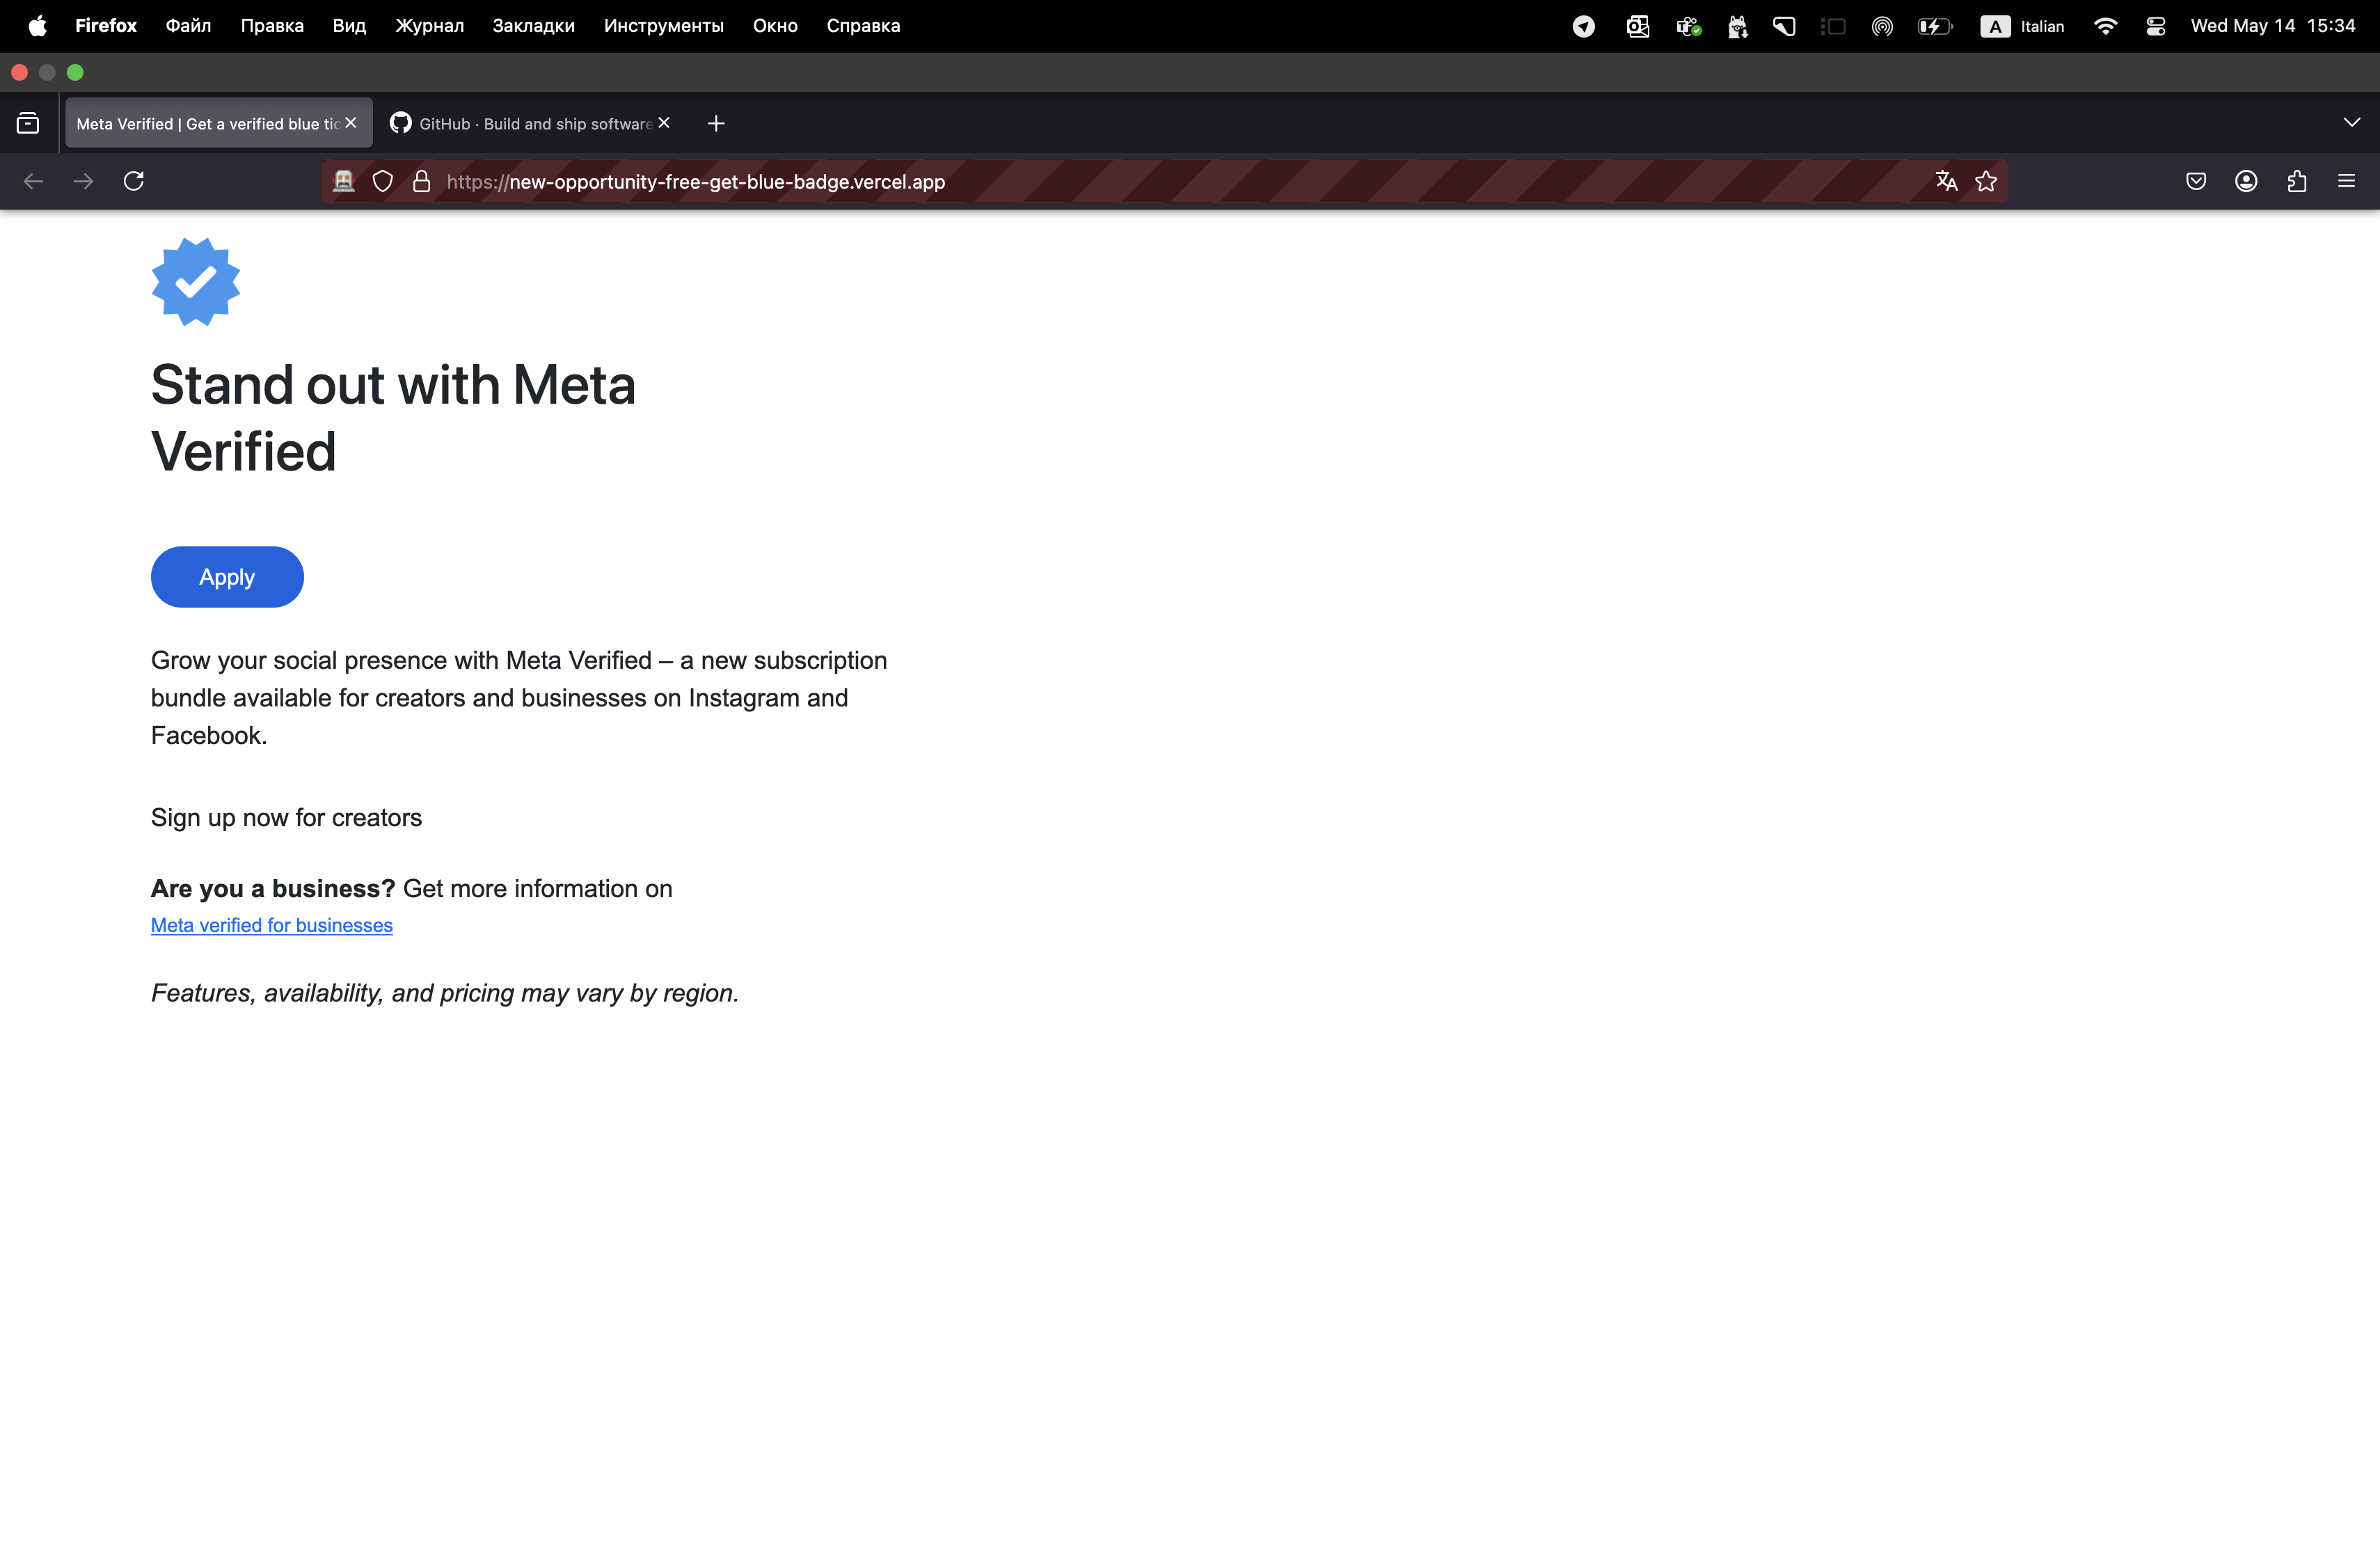 Firefox Файл Правка Вид Журнал Закладки Инструменты Окно Справка A Italian Wed May 14 15:34
Meta Verified | Get a verified blue tic GitHub · Build and ship software
https://new-opportunity-free-get-blue-badge.vercel.app
Stand out with Meta
Verified
Apply
Grow your social presence with Meta Verified – a new subscription
bundle available for creators and businesses on Instagram and
Facebook.
Sign up now for creators
Are you a business? Get more information on
Meta verified for businesses
Features, availability, and pricing may vary by region.